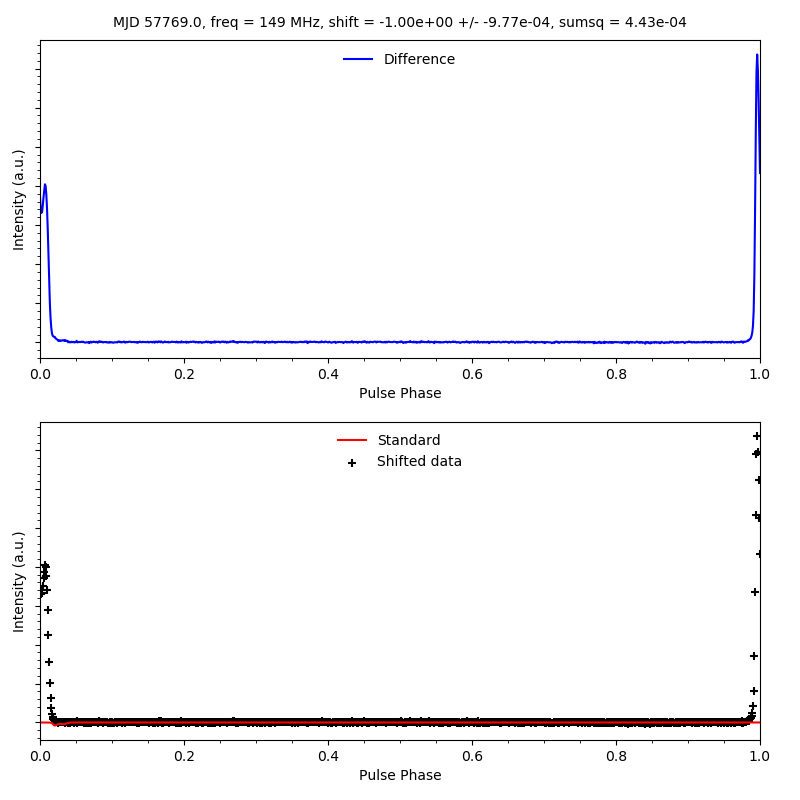 MJD 57769.0, freq = 149 MHz, shift = -1.00e+00 +/- -9.77e-04, sumsq = 4.43e-04
Difference
Intensity (a.u.)
0.0 0.2 0.4 0.6 0.8 1.0
Pulse Phase
Standard
Shifted data
Intensity (a.u.)
0.0 0.2 0.4 0.6 0.8 1.0
Pulse Phase